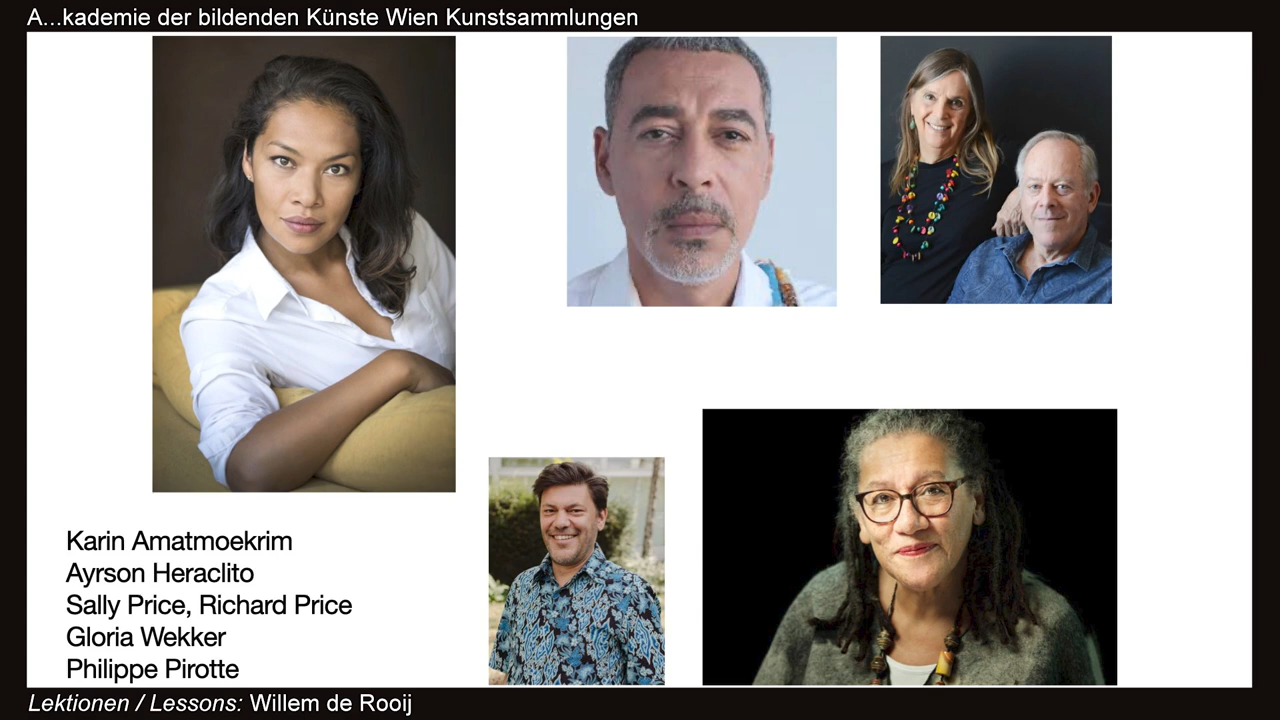 A...kademie der bildenden Künste Wien Kunstsammlungen
Karin Amatmoekrim
Ayrson Heraclito
Sally Price, Richard Price
Gloria Wekker
Philippe Pirotte
Lektionen / Lessons: Willem de Rooij